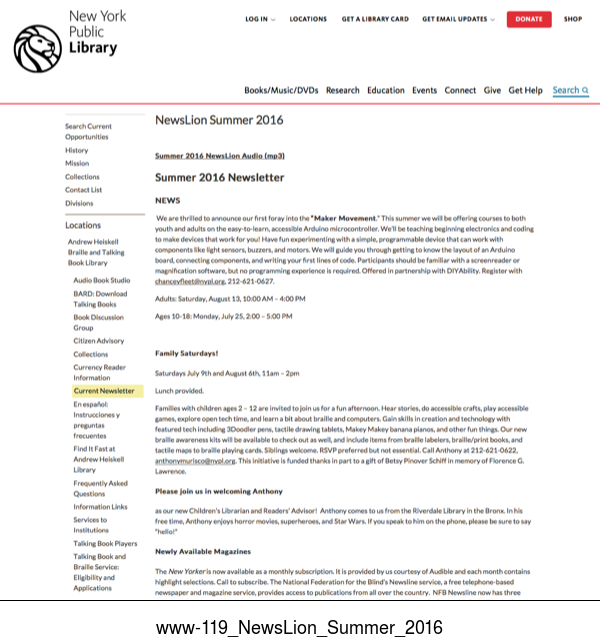 New York
Public
Library
LOG IN
LOCATIONS
GET A LIBRARY CARD
GET EMAIL UPDATES
DONATE
SHOP
Books/Music/DVDs Research Education Events Connect Give Get Help Search
Search Current
Opportunities
History
Mission
Collections
Contact List
Divisions
Locations
Andrew Heiskell
Braille and Talking
Book Library
Audio Book Studio
BARD: Download
Talking Books
Book Discussion
Group
Citizen Advisory
Collections
Currency Reader
Information
Current Newsletter
En español:
Instrucciones y
preguntas
frecuentes
Find It Fast at
Andrew Heiskell
Library
Frequently Asked
Questions
Information Links
Services to
Institutions
Talking Book Players
Talking Book and
Braille Service:
Eligibility and
Applications
NewsLion Summer 2016
Summer 2016 NewsLion Audio (mp3)
Summer 2016 Newsletter
NEWS
We are thrilled to announce our first foray into the "Maker Movement." This summer we will be offering courses to both
youth and adults on the easy-to-learn, accessible Arduino microcontroller. We'll be teaching beginning electronics and coding
to make devices that work for you! Have fun experimenting with a simple, programmable device that can work with
components like light sensors, buzzers, and motors. We will guide you through getting to know the layout of an Arduino
board, connecting components, and writing your first lines of code. Participants should be familiar with a screenreader or
magnification software, but no programming experience is required. Offered in partnership with DIYAbility. Register with
chanceyfleet@nypl.org, 212-621-0627.
Adults: Saturday, August 13, 10:00 AM - 4:00 PM
Ages 10-18: Monday, July 25, 2:00 - 5:00 PM
Family Saturdays!
Saturdays July 9th and August 6th, 11am - 2pm
Lunch provided.
Families with children ages 2 - 12 are invited to join us for a fun afternoon. Hear stories, do accessible crafts, play accessible
games, explore open tech time, and learn a bit about braille and computers. Gain skills in creation and technology with
featured tech including 3Doodler pens, tactile drawing tablets, Makey Makey banana pianos, and other fun things. Our new
braille awareness kits will be available to check out as well, and include items from braille labelers, braille/print books, and
tactile maps to braille playing cards. Siblings welcome. RSVP preferred but not essential. Call Anthony at 212-621-0622,
anthonymurisco@nypl.org. This initiative is funded thanks in part to a gift of Betsy Pinover Schiff in memory of Florence G.
Lawrence.
Please join us in welcoming Anthony
as our new Children's Librarian and Readers' Advisor! Anthony comes to us from the Riverdale Library in the Bronx. In his
free time, Anthony enjoys horror movies, superheroes, and Star Wars. If you speak to him on the phone, please be sure to say
"hello!"
Newly Available Magazines
The New Yorker is now available as a monthly subscription. It is provided by us courtesy of Audible and each month contains
highlight selections. Call to subscribe. The National Federation for the Blind's Newsline service, a free telephone-based
newspaper and magazine service, provides access to publications from all over the country. NFB Newsline now has three
www-119_NewsLion_Summer_2016